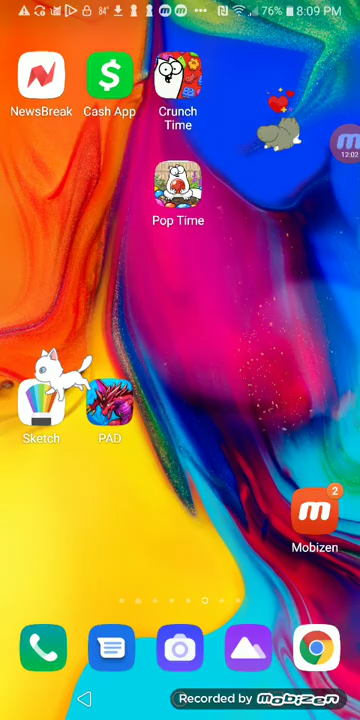 84°
76% 8:09 PM
NewsBreak
Cash App
Crunch
Time
12:02
Pop Time
Sketch
PAD
2
Mobizen
Recorded by mobizen